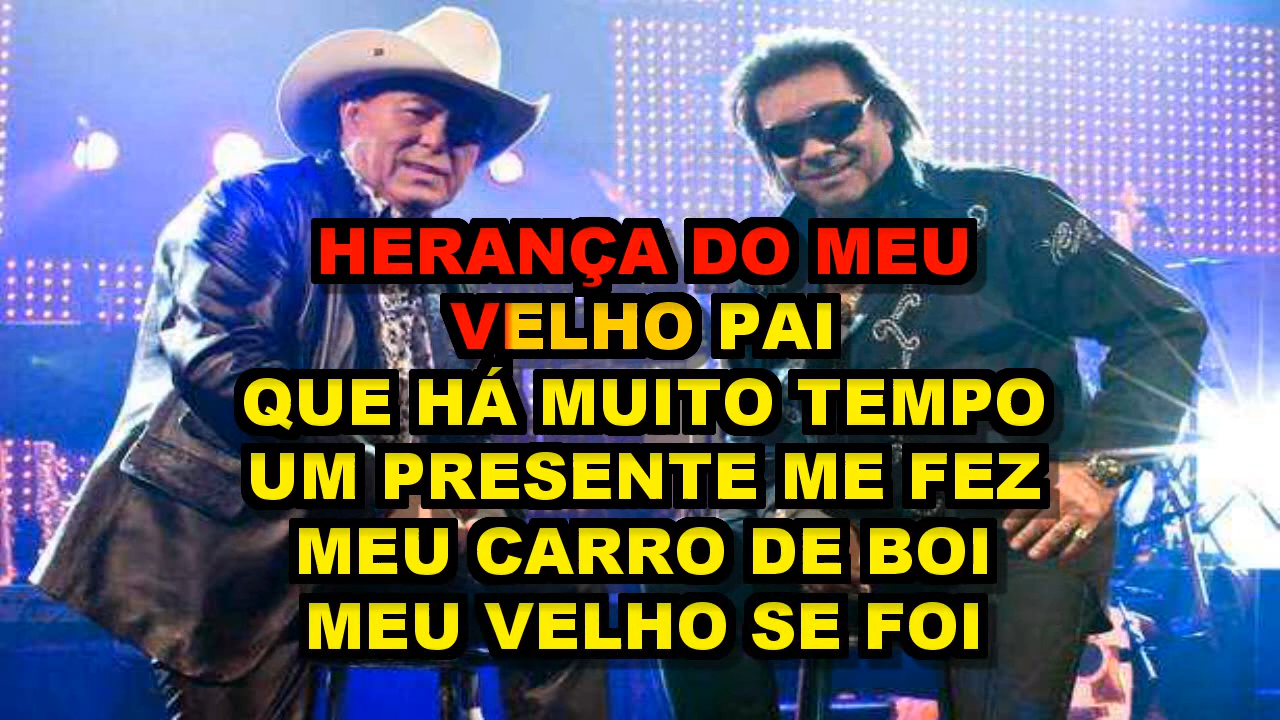 HERANÇA DO MEU
VELHO PAI
QUE HÁ MUITO TEMPO
UM PRESENTE ME FEZ
MEU CARRO DE BOI
MEU VELHO SE FOI